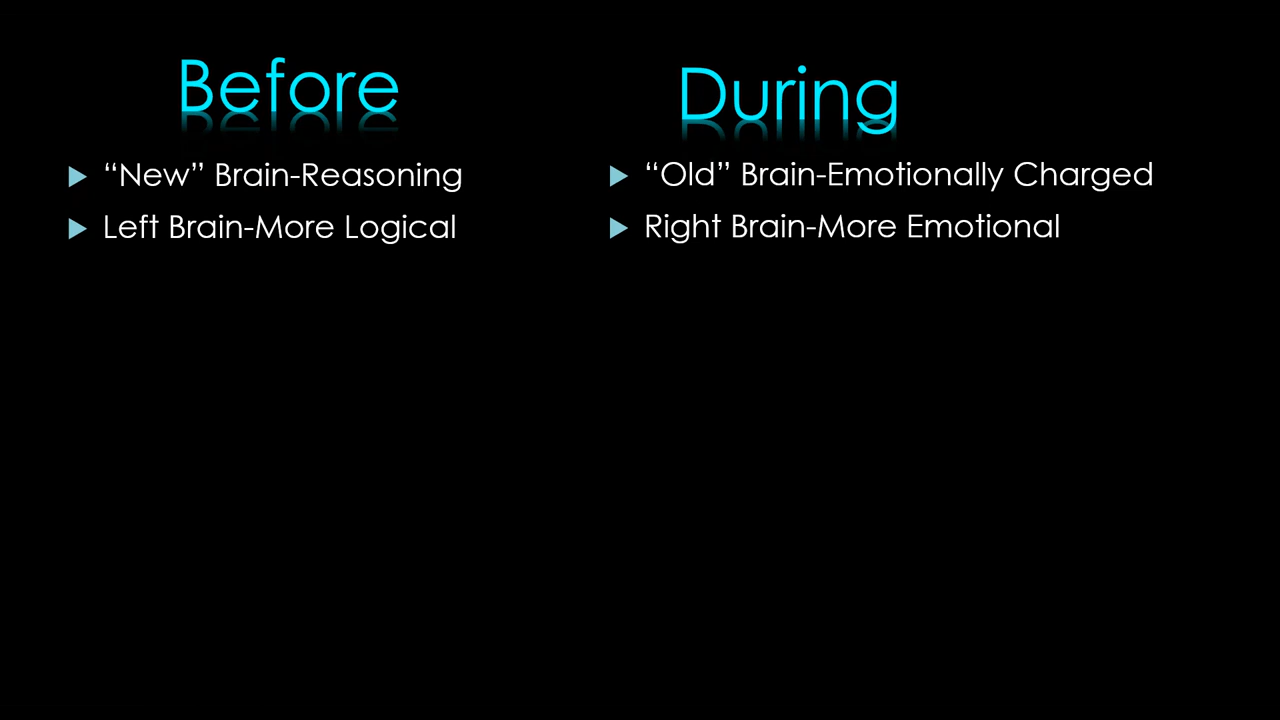 Before
“New” Brain-Reasoning
Left Brain-More Logical
During
“Old” Brain-Emotionally Charged
Right Brain-More Emotional